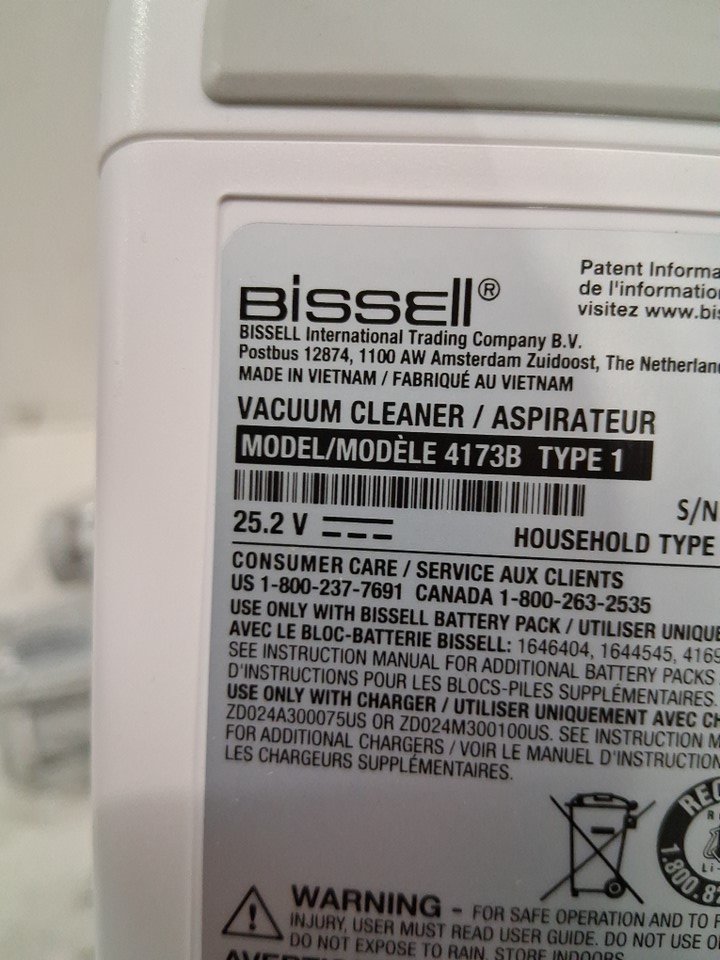 BISSELL®
Patent Informa
de l'informatio
visitez www.bis
BISSELL International Trading Company B.V.
Postbus 12874, 1100 AW Amsterdam Zuidoost, The Netherlan
MADE IN VIETNAM / FABRIQUÉ AU VIETNAM
VACUUM CLEANER / ASPIRATEUR
MODEL/MODÈLE 4173B TYPE 1
S/N
25.2 V
HOUSEHOLD TYPE
CONSUMER CARE / SERVICE AUX CLIENTS
US 1-800-237-7691 CANADA 1-800-263-2535
USE ONLY WITH BISSELL BATTERY PACK / UTILISER UNIQUE
AVEC LE BLOC-BATTERIE BISSELL: 1646404, 1644545, 4169
SEE INSTRUCTION MANUAL FOR ADDITIONAL BATTERY PACKS
D'INSTRUCTIONS POUR LES BLOCS-PILES SUPPLÉMENTAIRES.
USE ONLY WITH CHARGER / UTILISER UNIQUEMENT AVEC CH
ZD024A300075US OR ZD024M300100US. SEE INSTRUCTION M
FOR ADDITIONAL CHARGERS / VOIR LE MANUEL D'INSTRUCTION
LES CHARGEURS SUPPLÉMENTAIRES.
REC
R
Li-
1.800.8
WARNING - FOR SAFE OPERATION AND TO
INJURY, USER MUST READ USER GUIDE. DO NOT USE
DO NOT EXPOSE TO RAIN. STORE INDOORS.